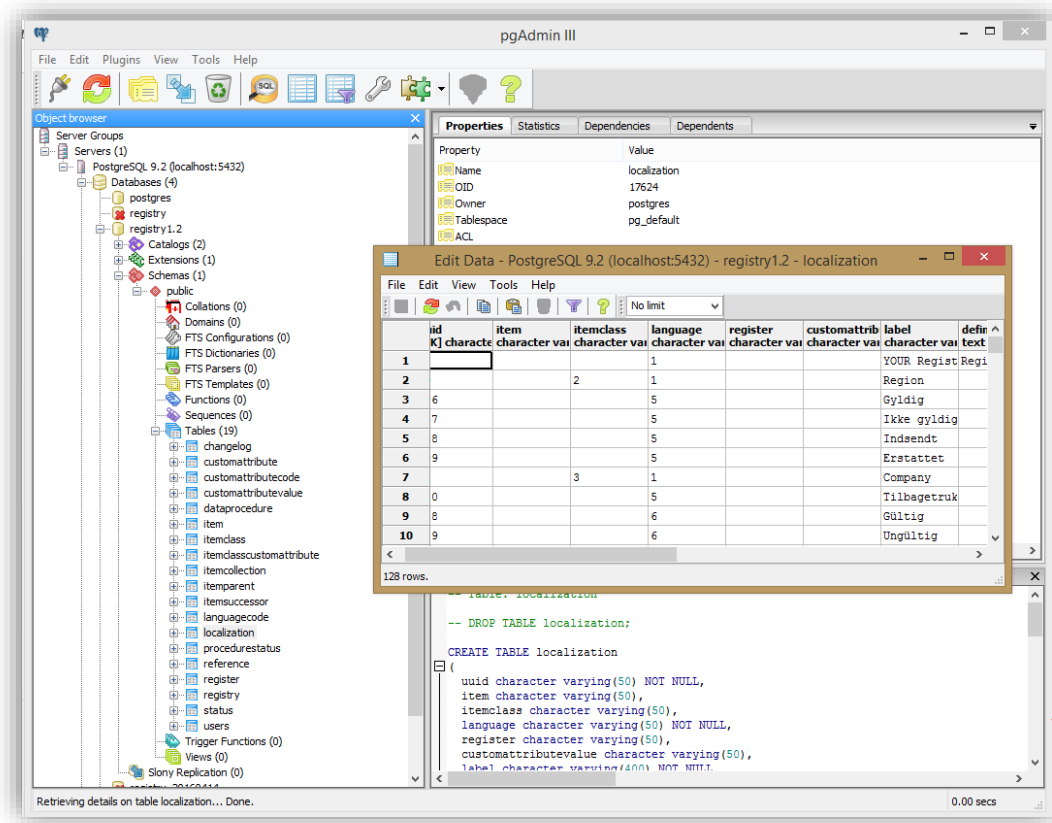 pgAdmin III
File Edit Plugins View Tools Help
SQL
Object browser
Server Groups
Servers (1)
PostgreSQL 9.2 (localhost:5432)
Databases (4)
postgres
registry
registry1.2
Catalogs (2)
Extensions (1)
Schemas (1)
public
Collations (0)
Domains (0)
FTS Configurations (0)
FTS Dictionaries (0)
FTS Parsers (0)
FTS Templates (0)
Functions (0)
Sequences (0)
Tables (19)
changelog
customattribute
customattributecode
customattributevalue
dataprocedure
item
itemclass
itemclasscustomattribute
itemcollection
itemparent
itemsuccessor
languagecode
localization
procedurestatus
reference
register
registry
status
users
Trigger Functions (0)
Views (0)
Slony Replication (0)
Properties Statistics Dependencies Dependents
Property Value
Name localization
OID 17624
Owner postgres
Tablespace pg_default
ACL
Edit Data - PostgreSQL 9.2 (localhost:5432) - registry1.2 - localization
File Edit View Tools Help
No limit
item itemclass language register customattrib label
K] characte character var character var character var character var character var character var text
1 1 YOUR Regist Regi
2 2 1 Region
3 6 5 Gyldig
4 7 5 Ikke gyldig
5 8 5 Indsendt
6 9 5 Erstattet
7 3 1 Company
8 0 5 Tilbagetruk
9 8 6 Gültig
10 9 6 Ungültig
128 rows.
-- Table: localization
-- DROP TABLE localization;
CREATE TABLE localization
(
uuid character varying(50) NOT NULL,
item character varying(50),
itemclass character varying(50),
language character varying(50) NOT NULL,
register character varying(50),
customattributevalue character varying(50),
label character varying(400) NOT NULL
Retrieving details on table localization... Done. 0.00 secs